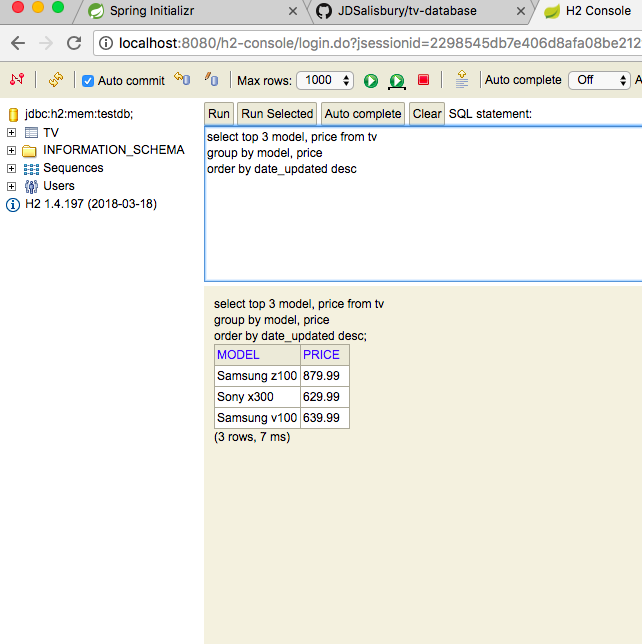 Spring Initializr
JDSalisbury/tv-database
H2 Console
localhost:8080/h2-console/login.do?jsessionid=2298545db7e406d8afa08be212
Auto commit
Max rows:
1000
Auto complete
Off
A
jdbc:h2:mem:testdb;
TV
INFORMATION_SCHEMA
Sequences
Users
H2 1.4.197 (2018-03-18)
Run
Run Selected
Auto complete
Clear
SQL statement:
select top 3 model, price from tv
group by model, price
order by date_updated desc
select top 3 model, price from tv
group by model, price
order by date_updated desc;
MODEL PRICE
Samsung z100 879.99
Sony x300 629.99
Samsung v100 639.99
(3 rows, 7 ms)